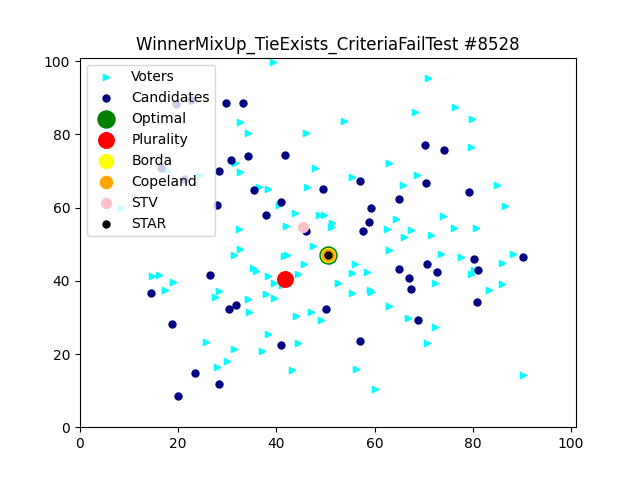 WinnerMixUp_TieExists_CriteriaFailTest #8528
100
80
60
40
20
0
Voters
Candidates
Optimal
Plurality
Borda
Copeland
STV
STAR
0 20 40 60 80 100